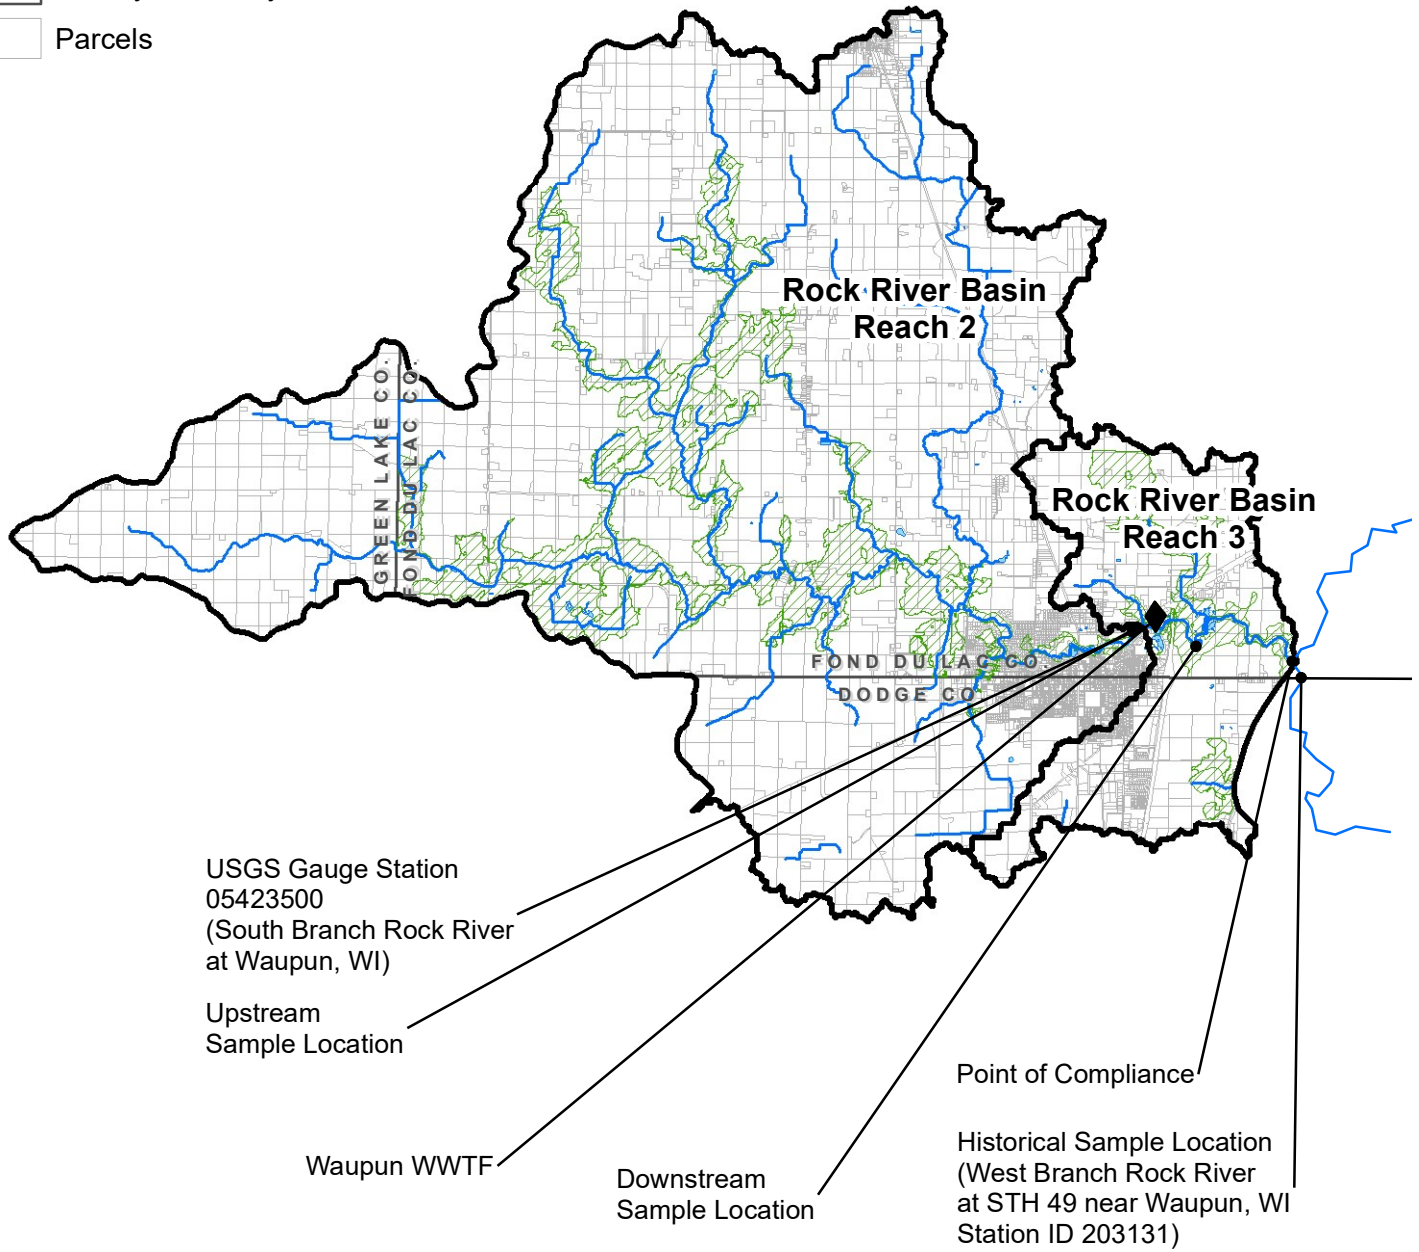 Parcels
Rock River Basin
Reach 2
GREEN LAKE CO.
FOND DU LAC CO.
Rock River Basin
Reach 3
FOND DU LAC CO.
DODGE CO.
USGS Gauge Station
05423500
(South Branch Rock River
at Waupun, WI)
Upstream
Sample Location
Waupun WWTF
Downstream
Sample Location
Point of Compliance
Historical Sample Location
(West Branch Rock River
at STH 49 near Waupun, WI
Station ID 203131)